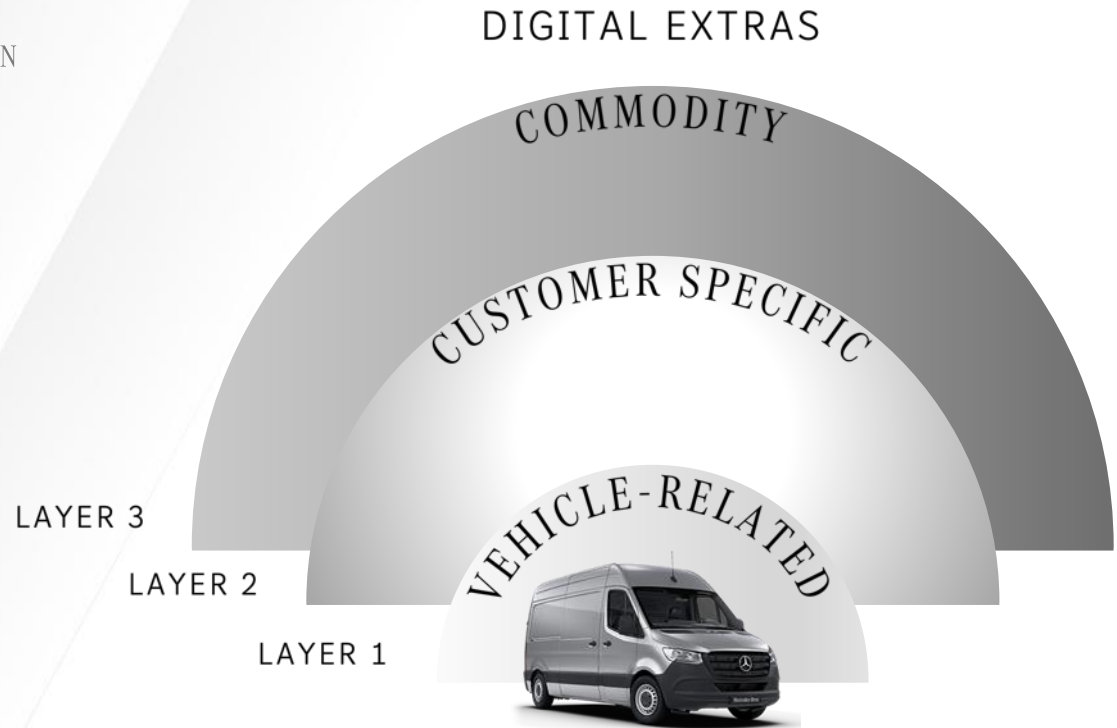 DIGITAL EXTRAS
N
COMMODITY
CUSTOMER SPECIFIC
VEHICLE-RELATED
LAYER 3
LAYER 2
LAYER 1